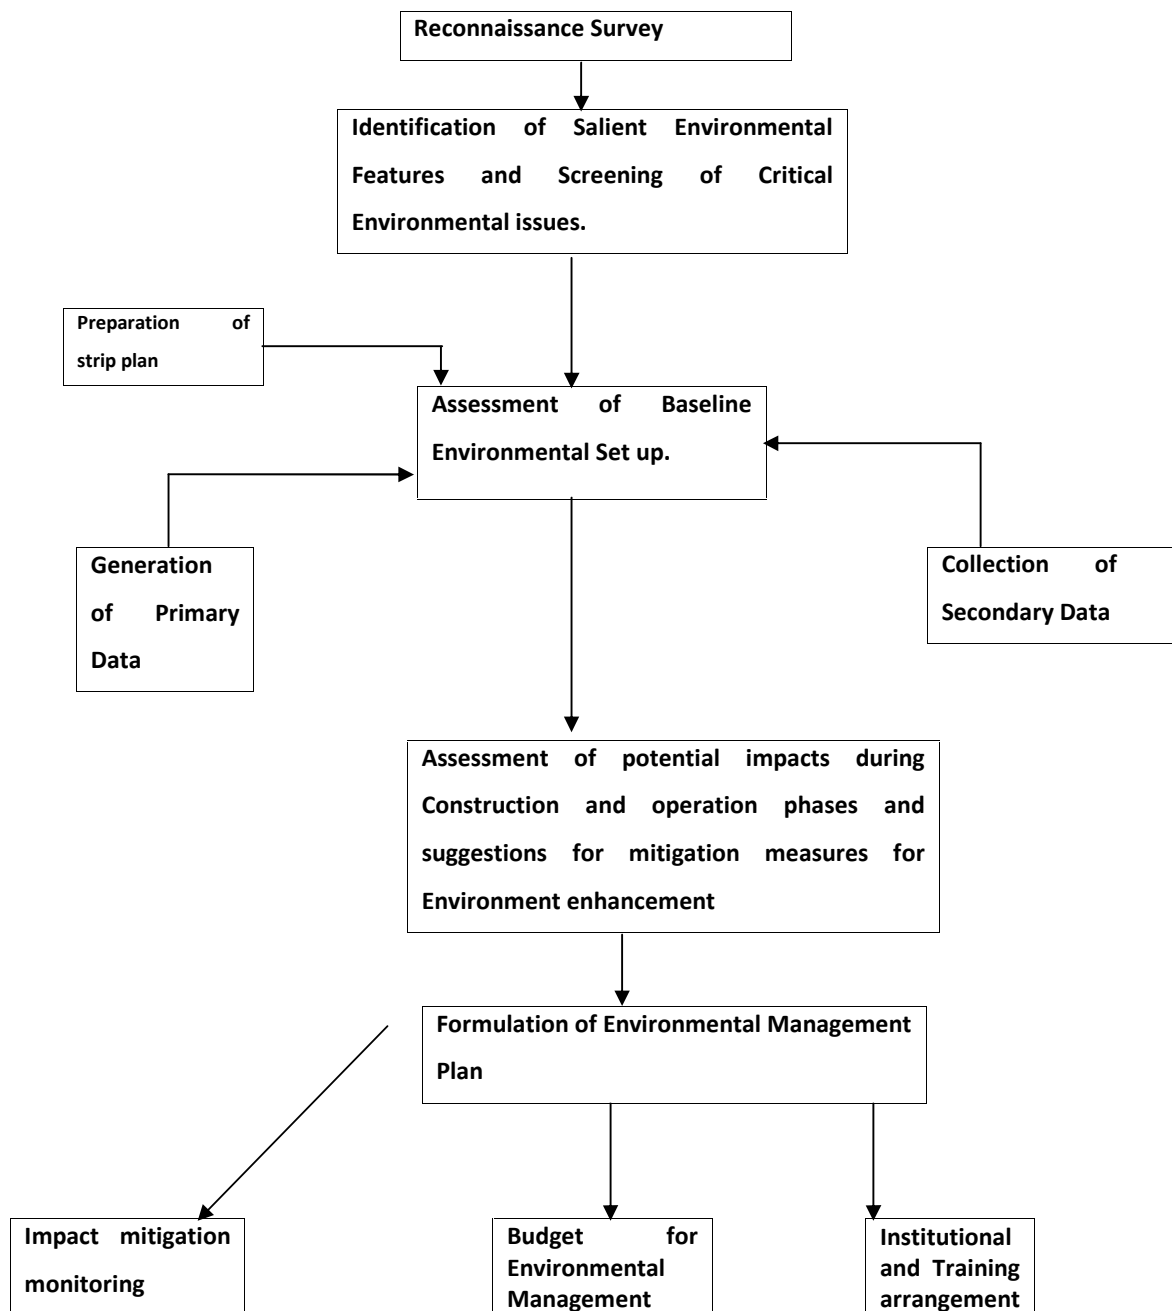 Reconnaissance Survey
Identification of Salient Environmental
Features and Screening of Critical
Environmental issues.
Preparation of
strip plan
Assessment of Baseline
Environmental Set up.
Generation
of Primary
Data
Collection of
Secondary Data
Assessment of potential impacts during
Construction and operation phases and
suggestions for mitigation measures for
Environment enhancement
Formulation of Environmental Management
Plan
Impact mitigation
monitoring
Budget for
Environmental
Management
Institutional
and Training
arrangement